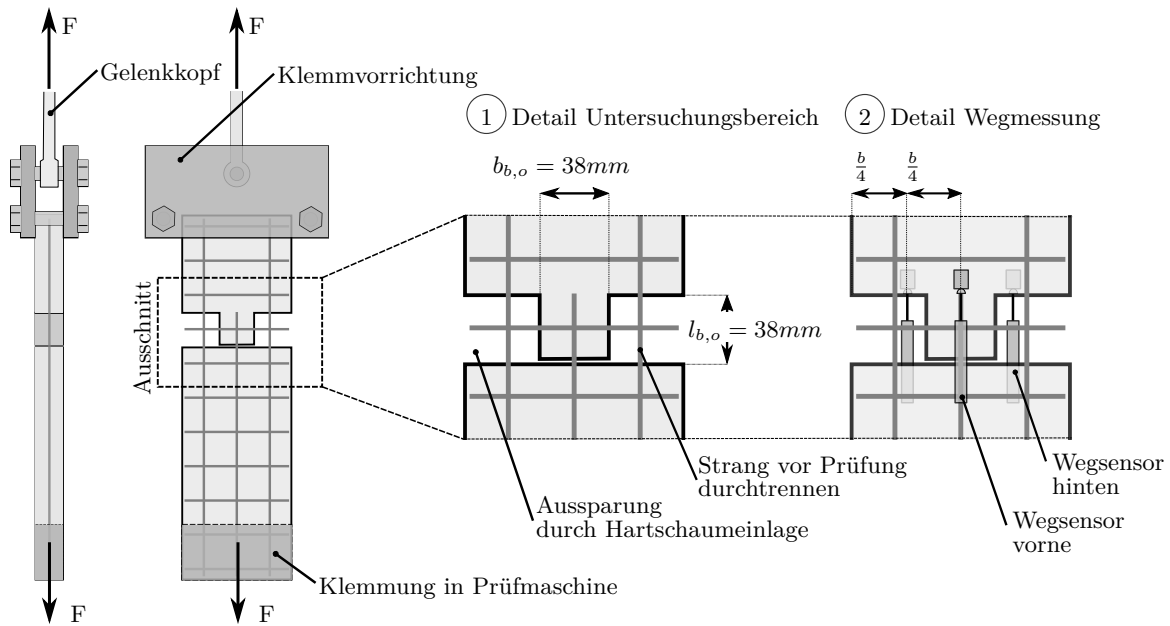 F
F
Gelenkkopf
Klemmvorrichtung
1 Detail Untersuchungsbereich
2 Detail Wegmessung
b_{b,o} = 38mm
b/4
b/4
Ausschnitt
l_{b,o} = 38mm
Strang vor Prüfung
durchtrennen
Wegsensor
hinten
Aussparung
durch Hartschaumeinlage
Wegsensor
vorne
Klemmung in Prüfmaschine
F
F